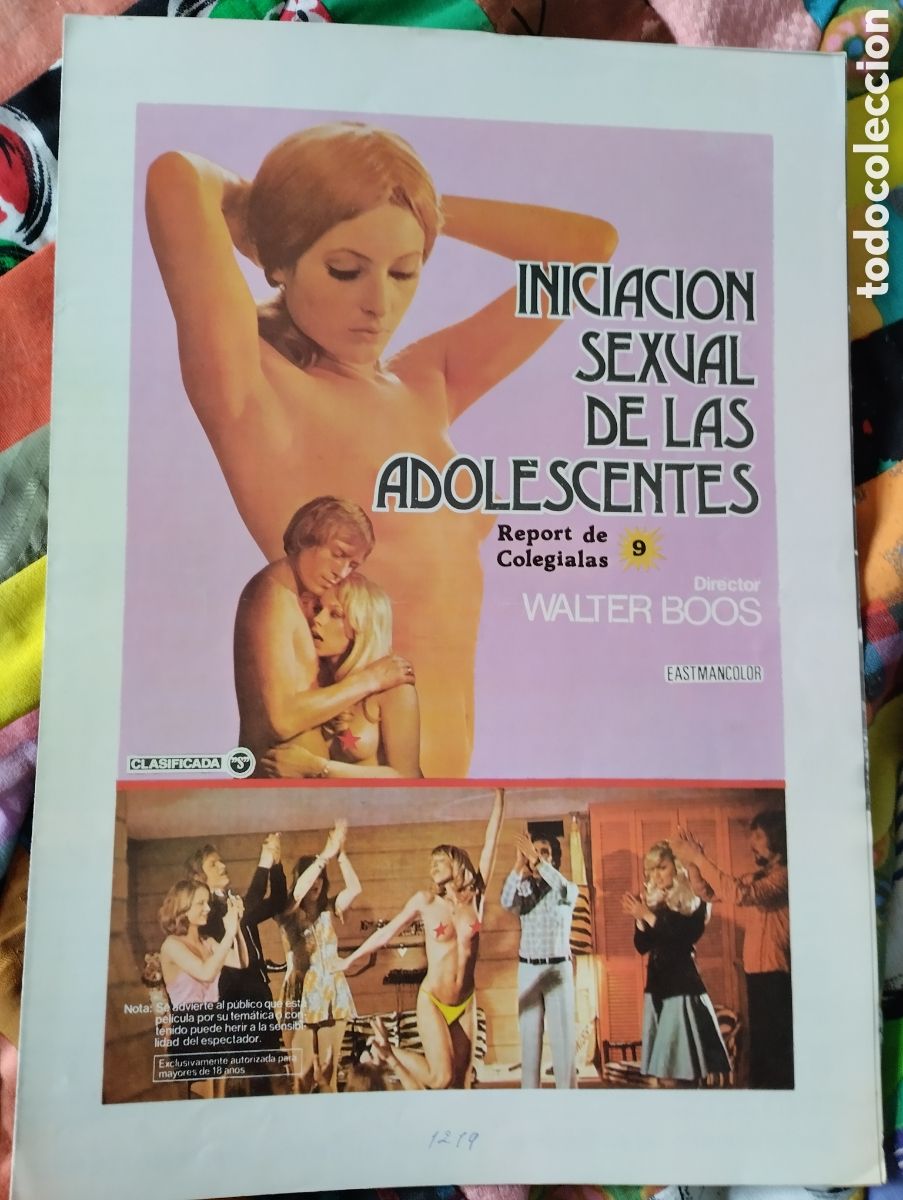 todocoleccion
INICIACION
SEXUAL
DE LAS
ADOLESCENTES
Report de
Colegialas 9
Director
WALTER BOOS
EASTMANCOLOR
CLASIFICADA "S"
Nota: Se advierte al público que esta
película por su temática o con-
tenido puede herir a la sensibi-
lidad del espectador.
Exclusivamente autorizada para
mayores de 18 anos
1219